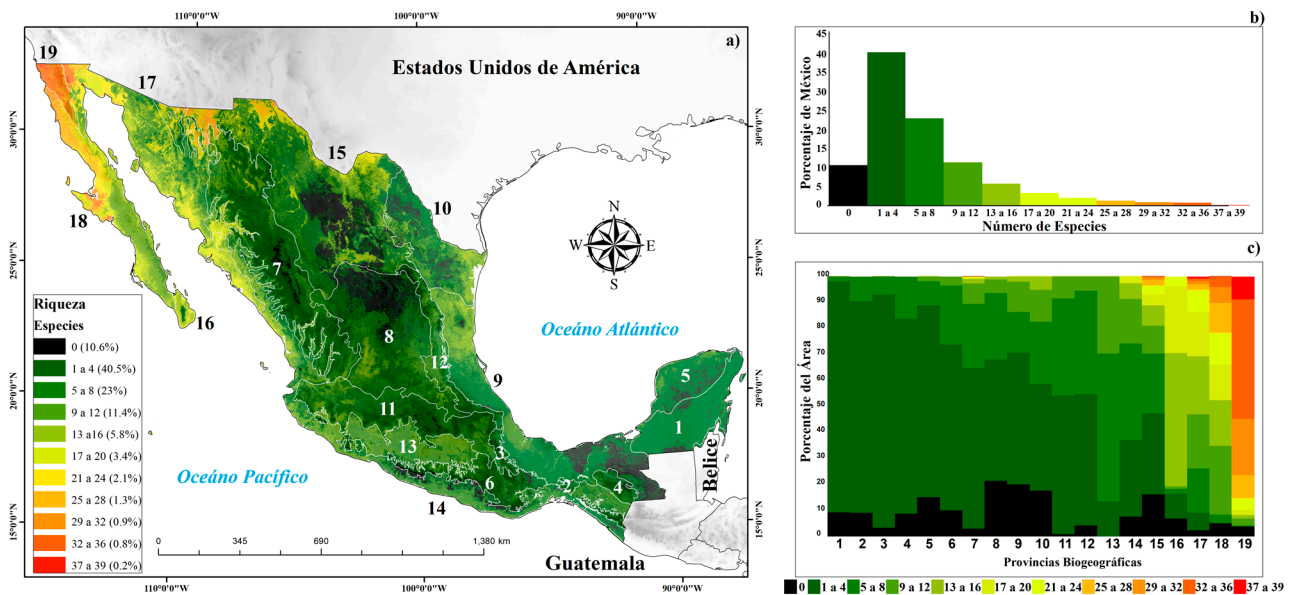 110°0'0"W
100°0'0"W
90°0'0"W
a)
19
17
Estados Unidos de América
30°0'0"N
30°0'0"N
15
18
10
N
W
E
S
25°0'0"N
25°0'0"N
7
16
8
Oceáno Atlántico
12
9
5
20°0'0"N
20°0'0"N
11
1
13
3
Belice
Oceáno Pacífico
6
2
4
14
15°0'0"N
15°0'0"N
0
345
690
1,380 km
Guatemala
110°0'0"W
100°0'0"W
90°0'0"W
Riqueza
Especies
0 (10.6%)
1 a 4 (40.5%)
5 a 8 (23%)
9 a 12 (11.4%)
13 a16 (5.8%)
17 a 20 (3.4%)
21 a 24 (2.1%)
25 a 28 (1.3%)
29 a 32 (0.9%)
32 a 36 (0.8%)
37 a 39 (0.2%)
b)
Porcentaje de México
45
40
35
30
25
20
15
10
5
0
0 1 a 4 5 a 8 9 a 12 13 a 16 17 a 20 21 a 24 25 a 28 29 a 32 32 a 36 37 a 39
Número de Especies
c)
Porcentaje del Área
100
90
80
70
60
50
40
30
20
10
0
1 2 3 4 5 6 7 8 9 10 11 12 13 14 15 16 17 18 19
Provincias Biogeográficas
0 1 a 4 5 a 8 9 a 12 13 a 16 17 a 20 21 a 24 25 a 28 29 a 32 32 a 36 37 a 39